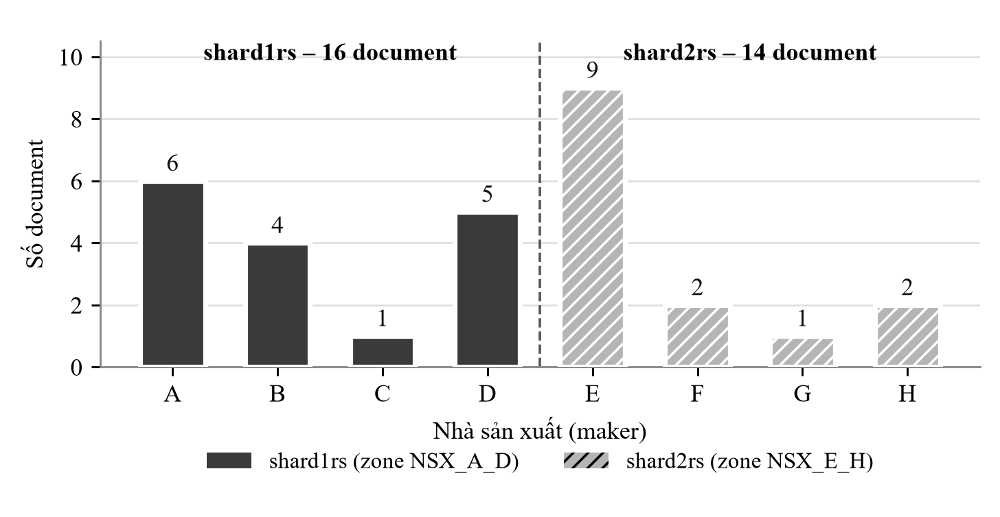 shard1rs – 16 document
shard2rs – 14 document
10
8
6
4
2
0
Số document
6
4
1
5
9
2
1
2
A
B
C
D
E
F
G
H
Nhà sản xuất (maker)
shard1rs (zone NSX_A_D)
shard2rs (zone NSX_E_H)